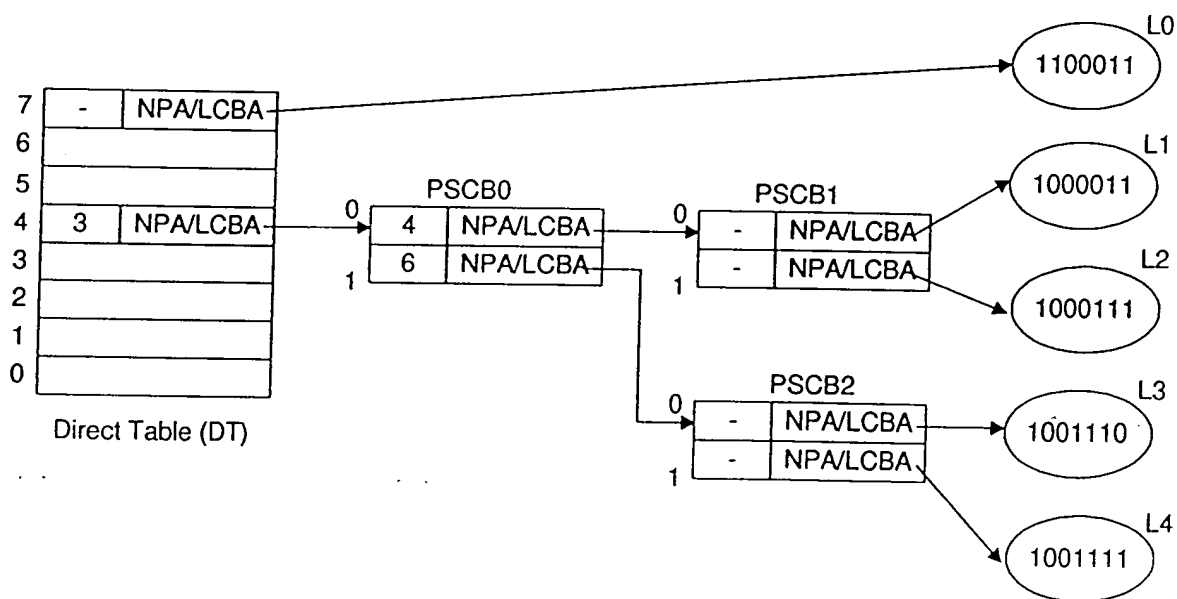 L0
1100011
7 - NPA/LCBA
6
5
4 3 NPA/LCBA
3
2
1
0
Direct Table (DT)
PSCB0
0 4 NPA/LCBA
1 6 NPA/LCBA
PSCB1
0 - NPA/LCBA
1 - NPA/LCBA
L1
1000011
L2
1000111
PSCB2
0 - NPA/LCBA
1 - NPA/LCBA
L3
1001110
L4
1001111